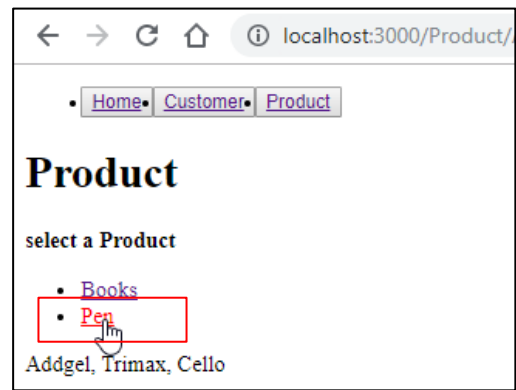 localhost:3000/Product/
Home Customer Product
Product
select a Product
Books
Pen
Addgel, Trimax, Cello